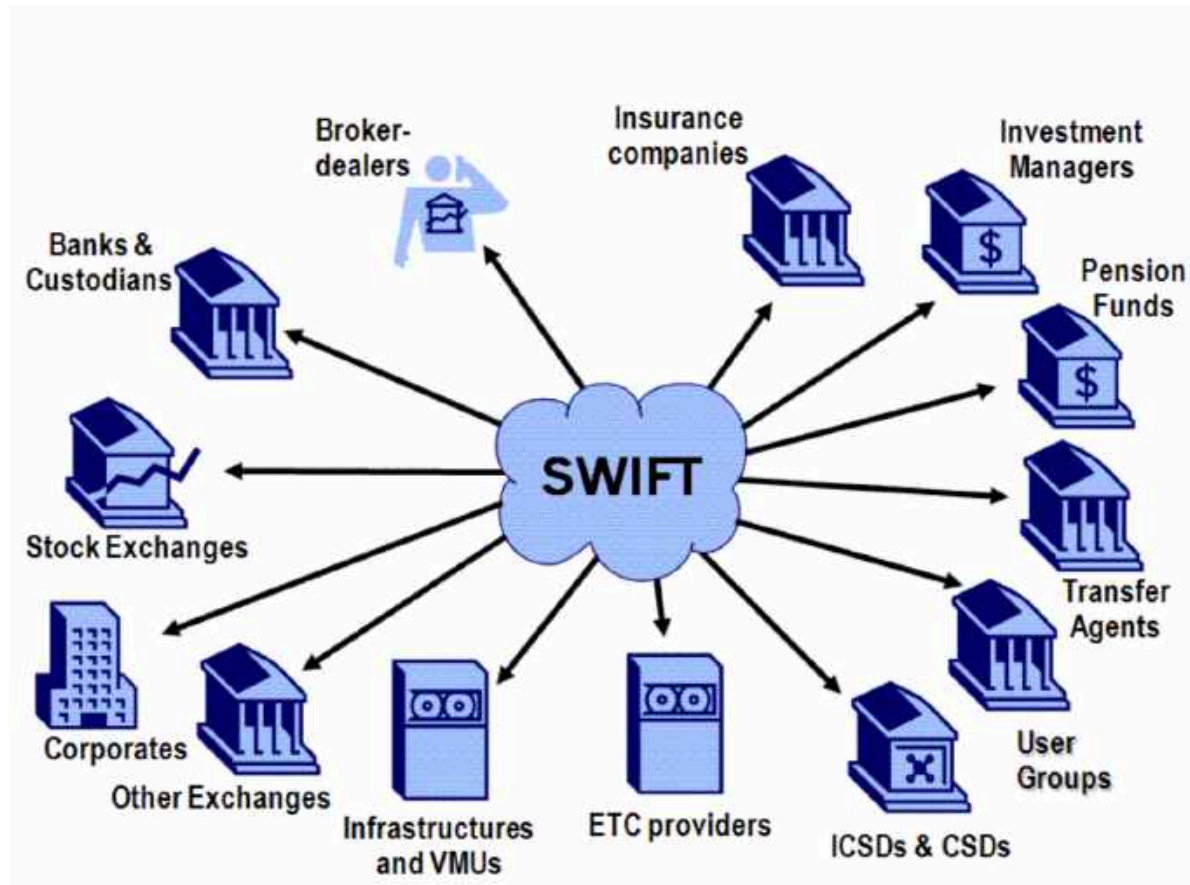 Broker-
dealers
Insurance
companies
Investment
Managers
Banks &
Custodians
Pension
Funds
$
$
SWIFT
Stock Exchanges
Transfer
Agents
Corporates
Other Exchanges
Infrastructures
and VMUs
ETC providers
User
Groups
ICSDs & CSDs